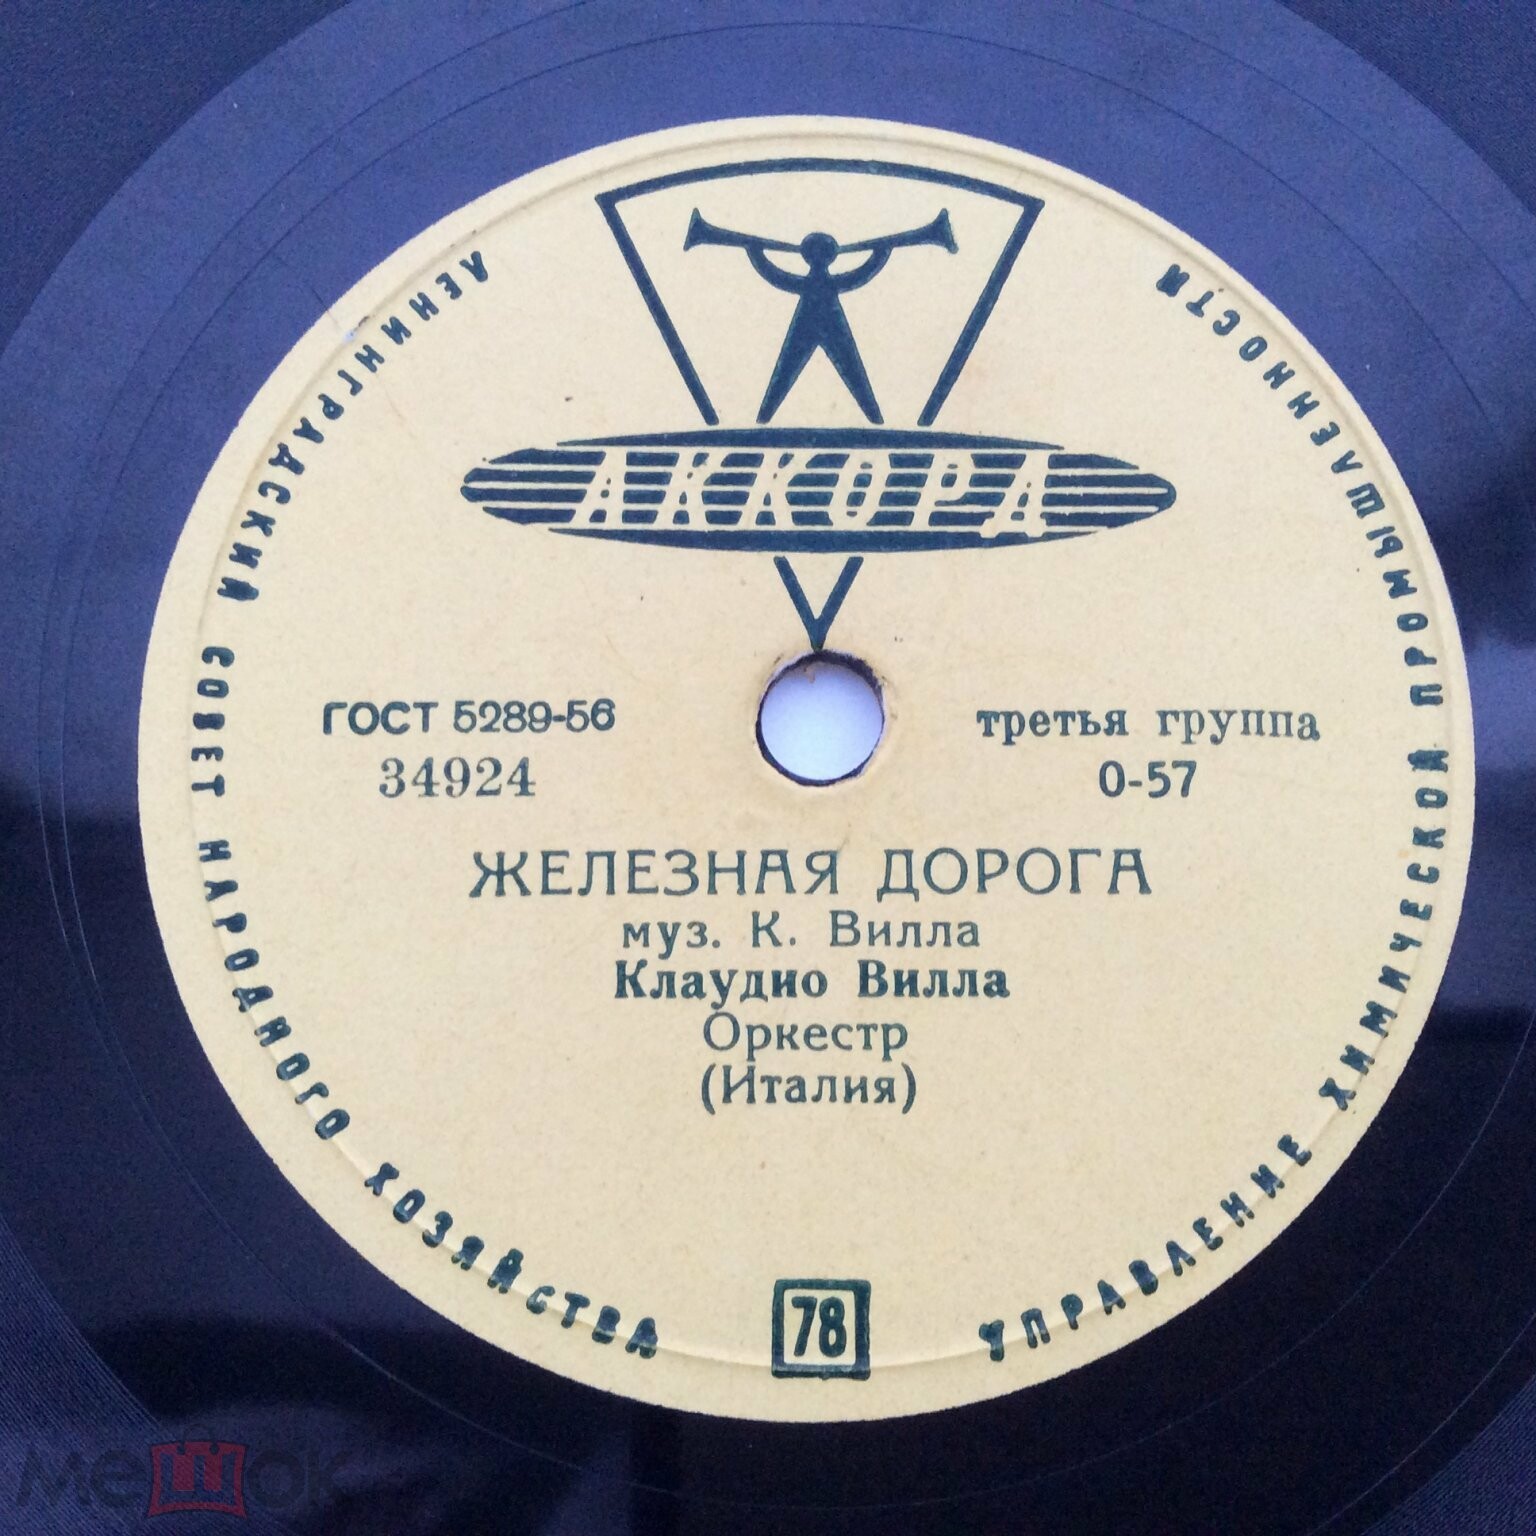 АККОРД
ЛЕНИНГРАДСКИЙ СОВЕТ НАРОДНОГО ХОЗЯЙСТВА
УПРАВЛЕНИЕ ХИМИЧЕСКОЙ ПРОМЫШЛЕННОСТИ
ГОСТ 5289-56
34924
третья группа
0-57
ЖЕЛЕЗНАЯ ДОРОГА
муз. К. Вилла
Клаудио Вилла
Оркестр
(Италия)
78
мешок